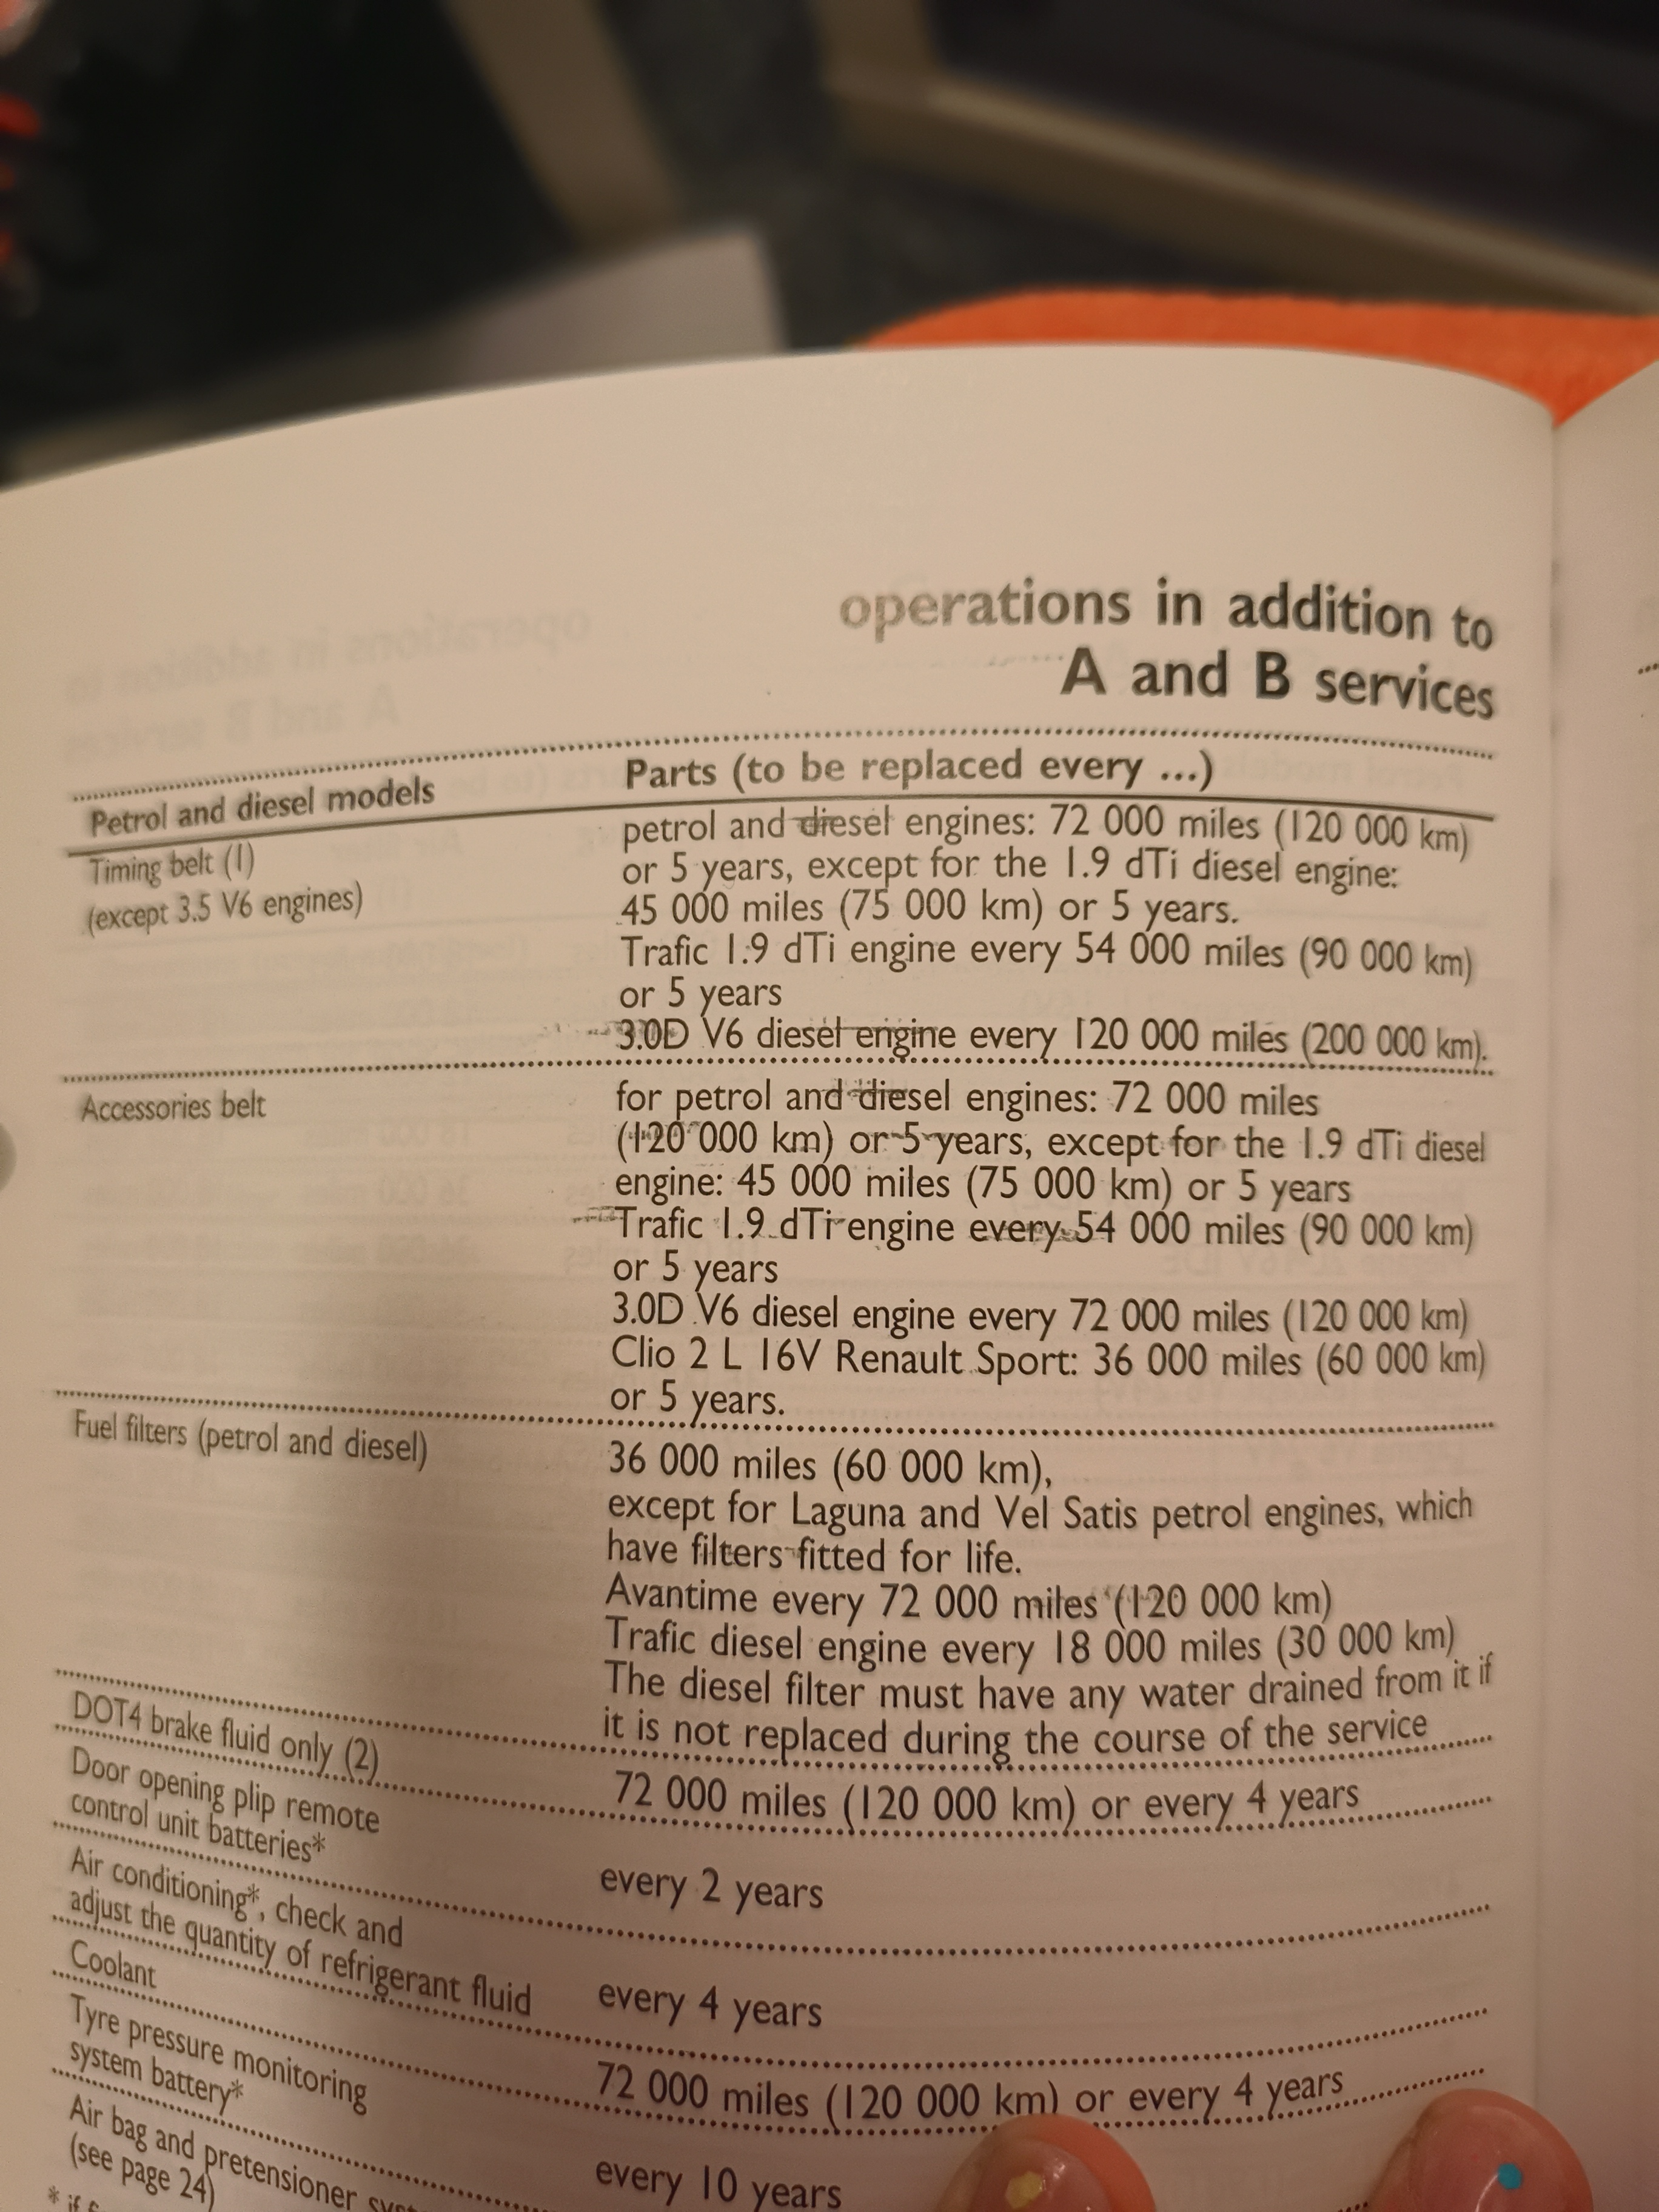 operations in addition to
A and B services
Petrol and diesel models
Parts (to be replaced every ...)
Timing belt (1)
(except 3.5 V6 engines)
petrol and diesel engines: 72 000 miles (120 000 km)
or 5 years, except for the 1.9 dTi diesel engine:
45 000 miles (75 000 km) or 5 years.
Trafic 1.9 dTi engine every 54 000 miles (90 000 km)
or 5 years
3.0D V6 diesel engine every 120 000 miles (200 000 km).
Accessories belt
for petrol and diesel engines: 72 000 miles
(120 000 km) or 5 years, except for the 1.9 dTi diesel
engine: 45 000 miles (75 000 km) or 5 years
Trafic 1.9 dTi engine every 54 000 miles (90 000 km)
or 5 years
3.0D V6 diesel engine every 72 000 miles (120 000 km)
Clio 2 L 16V Renault Sport: 36 000 miles (60 000 km)
or 5 years.
Fuel filters (petrol and diesel)
36 000 miles (60 000 km),
except for Laguna and Vel Satis petrol engines, which
have filters fitted for life.
Avantime every 72 000 miles (120 000 km)
Trafic diesel engine every 18 000 miles (30 000 km)
The diesel filter must have any water drained from it if
it is not replaced during the course of the service
DOT4 brake fluid only (2)
72 000 miles (120 000 km) or every 4 years
Door opening plip remote
control unit batteries*
every 2 years
Air conditioning*, check and
adjust the quantity of refrigerant fluid
every 4 years
Coolant
72 000 miles (120 000 km) or every 4 years
Tyre pressure monitoring
system battery*
every 10 years
Air bag and pretensioner
(see page 24)
* if